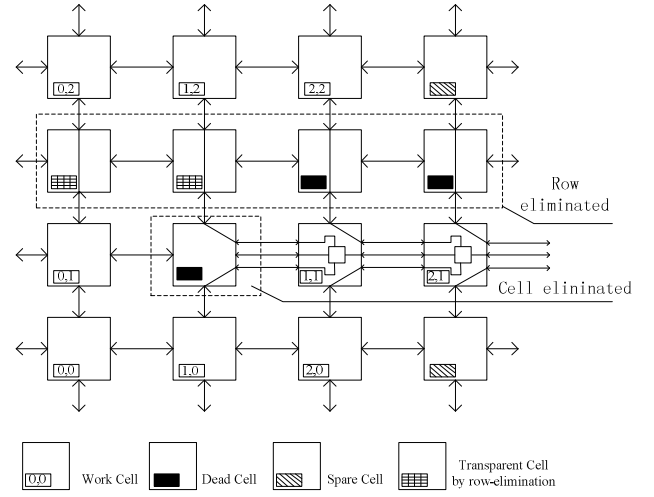 0,2 1,2 2,2
Row
eliminated
0,1 1,1 2,1
Cell elininated
0,0 1,0 2,0
0,0 Work Cell Dead Cell Spare Cell Transparent Cell
by row-elimination